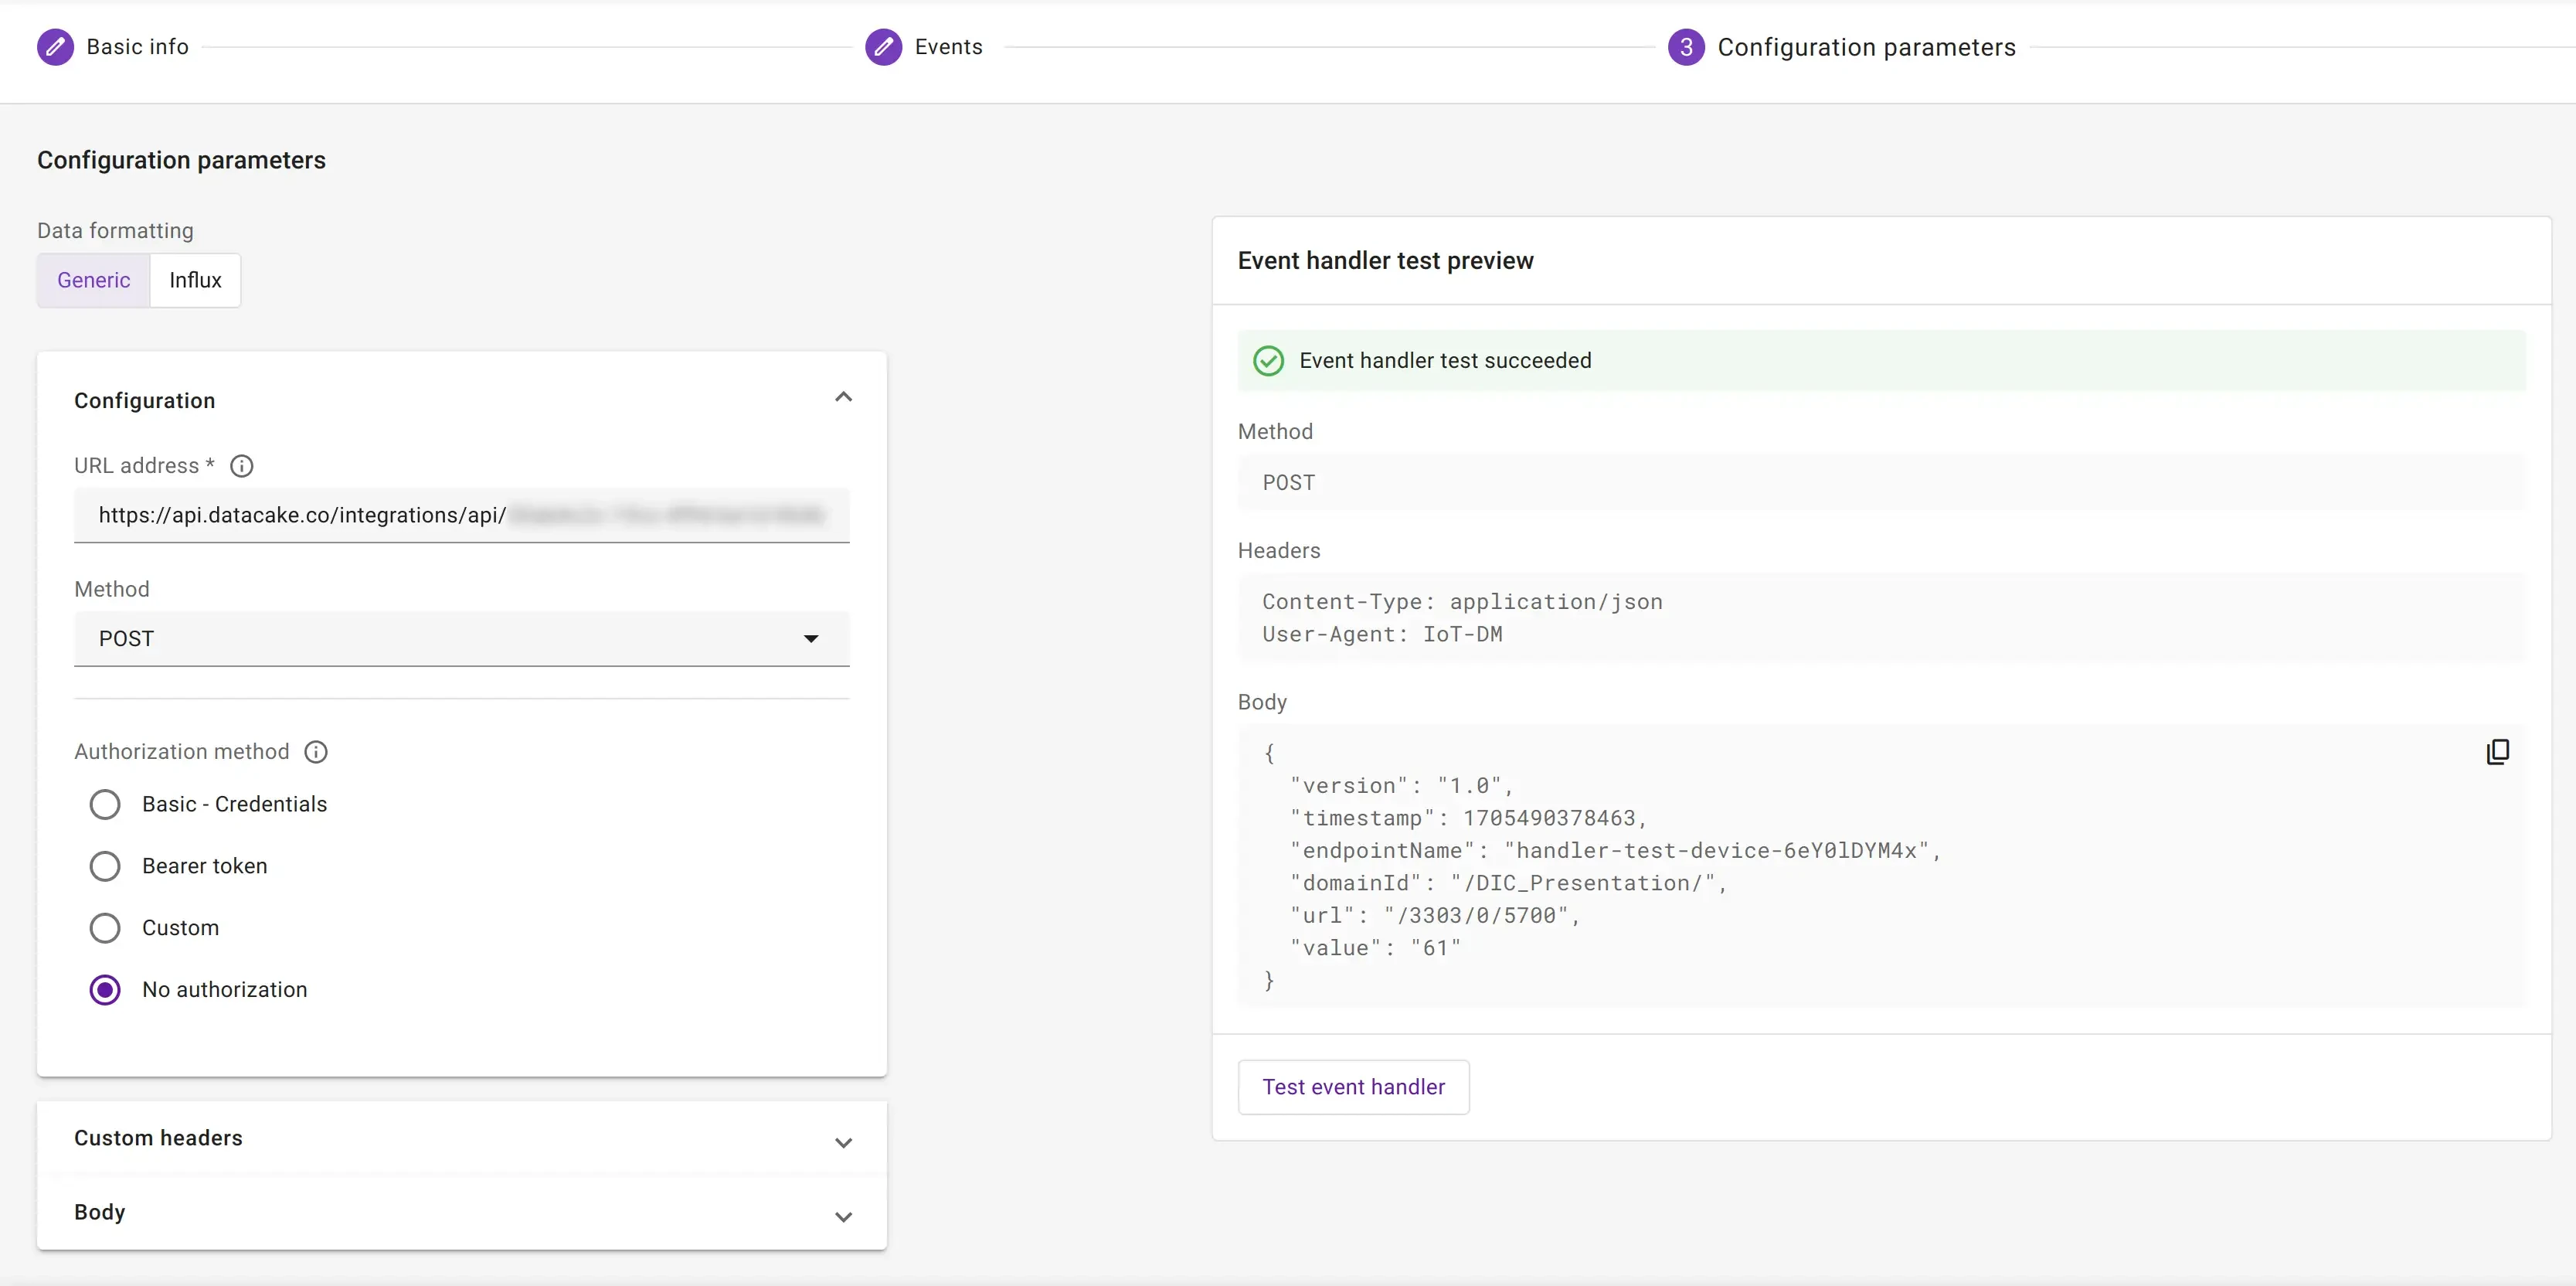 Basic info
Events
3 Configuration parameters
Configuration parameters
Data formatting
Generic
Influx
Configuration
URL address *
https://api.datacake.co/integrations/api/
Method
POST
Authorization method
Basic - Credentials
Bearer token
Custom
No authorization
Custom headers
Body
Event handler test preview
Event handler test succeeded
Method
POST
Headers
Content-Type: application/json
User-Agent: IoT-DM
Body
{
"version": "1.0",
"timestamp": 1705490378463,
"endpointName": "handler-test-device-6eY0lDYM4x",
"domainId": "/DIC_Presentation/",
"url": "/3303/0/5700",
"value": "61"
}
Test event handler